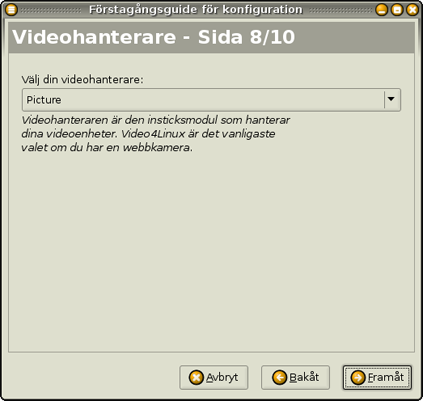 Förstagångsguide för konfiguration
Videohanterare - Sida 8/10
Välj din videohanterare:
Picture
Videohanteraren är den insticksmodul som hanterar
dina videoenheter. Video4Linux är det vanligaste
valet om du har en webbkamera.
Avbryt
Bakåt
Framåt